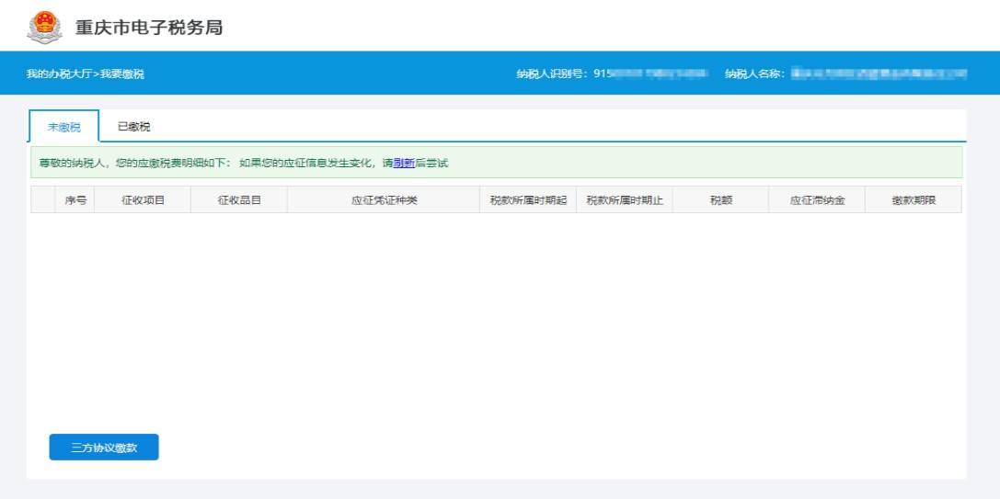 重庆市电子税务局
我的办税大厅>我要缴税 纳税人识别号：915 纳税人名称：
未缴税 已缴税
尊敬的纳税人，您的应缴税费明细如下： 如果您的应征信息发生变化，请刷新后尝试
序号 征收项目 征收品目 应征凭证种类 税款所属时期起 税款所属时期止 税额 应征滞纳金 缴款期限
三方协议缴款